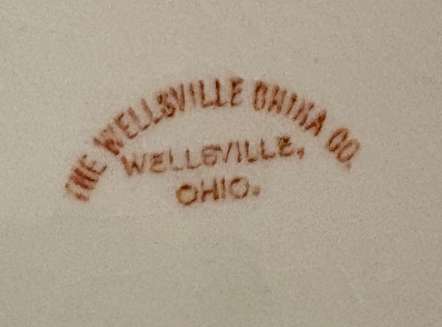 THE WELLSVILLE CHINA CO.
WELLSVILLE,
OHIO.